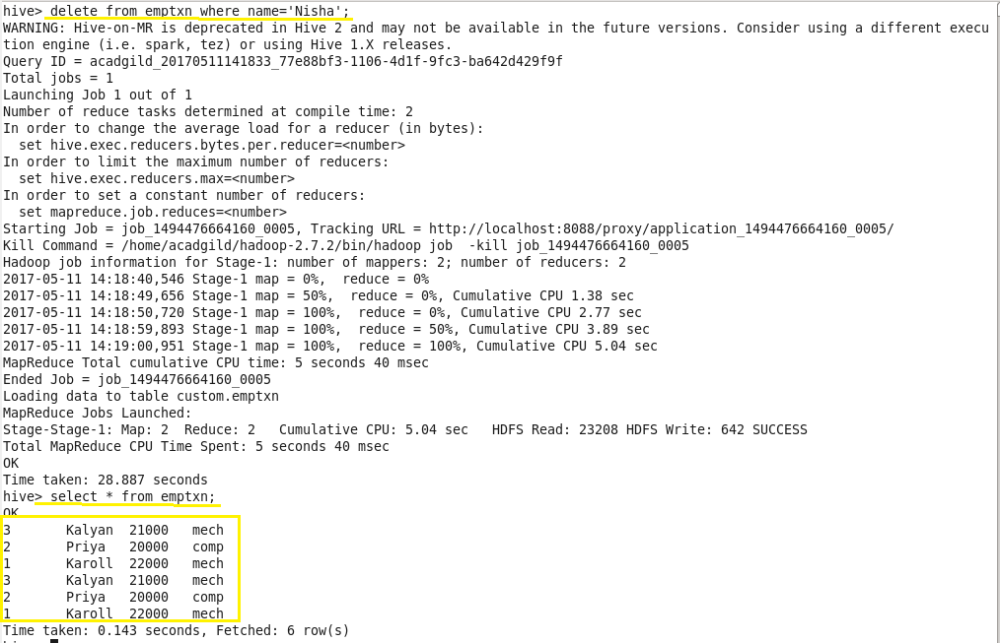 hive> delete from emptxn where name='Nisha';
WARNING: Hive-on-MR is deprecated in Hive 2 and may not be available in the future versions. Consider using a different execu
tion engine (i.e. spark, tez) or using Hive 1.X releases.
Query ID = acadgild_20170511141833_77e88bf3-1106-4d1f-9fc3-ba642d429f9f
Total jobs = 1
Launching Job 1 out of 1
Number of reduce tasks determined at compile time: 2
In order to change the average load for a reducer (in bytes):
  set hive.exec.reducers.bytes.per.reducer=<number>
In order to limit the maximum number of reducers:
  set hive.exec.reducers.max=<number>
In order to set a constant number of reducers:
  set mapreduce.job.reduces=<number>
Starting Job = job_1494476664160_0005, Tracking URL = http://localhost:8088/proxy/application_1494476664160_0005/
Kill Command = /home/acadgild/hadoop-2.7.2/bin/hadoop job  -kill job_1494476664160_0005
Hadoop job information for Stage-1: number of mappers: 2; number of reducers: 2
2017-05-11 14:18:40,546 Stage-1 map = 0%,  reduce = 0%
2017-05-11 14:18:49,656 Stage-1 map = 50%,  reduce = 0%, Cumulative CPU 1.38 sec
2017-05-11 14:18:50,720 Stage-1 map = 100%,  reduce = 0%, Cumulative CPU 2.77 sec
2017-05-11 14:18:59,893 Stage-1 map = 100%,  reduce = 50%, Cumulative CPU 3.89 sec
2017-05-11 14:19:00,951 Stage-1 map = 100%,  reduce = 100%, Cumulative CPU 5.04 sec
MapReduce Total cumulative CPU time: 5 seconds 40 msec
Ended Job = job_1494476664160_0005
Loading data to table custom.emptxn
MapReduce Jobs Launched:
Stage-Stage-1: Map: 2  Reduce: 2   Cumulative CPU: 5.04 sec   HDFS Read: 23208 HDFS Write: 642 SUCCESS
Total MapReduce CPU Time Spent: 5 seconds 40 msec
OK
Time taken: 28.887 seconds
hive> select * from emptxn;
OK
3       Kalyan  21000   mech
2       Priya   20000   comp
1       Karoll  22000   mech
3       Kalyan  21000   mech
2       Priya   20000   comp
1       Karoll  22000   mech
Time taken: 0.143 seconds, Fetched: 6 row(s)